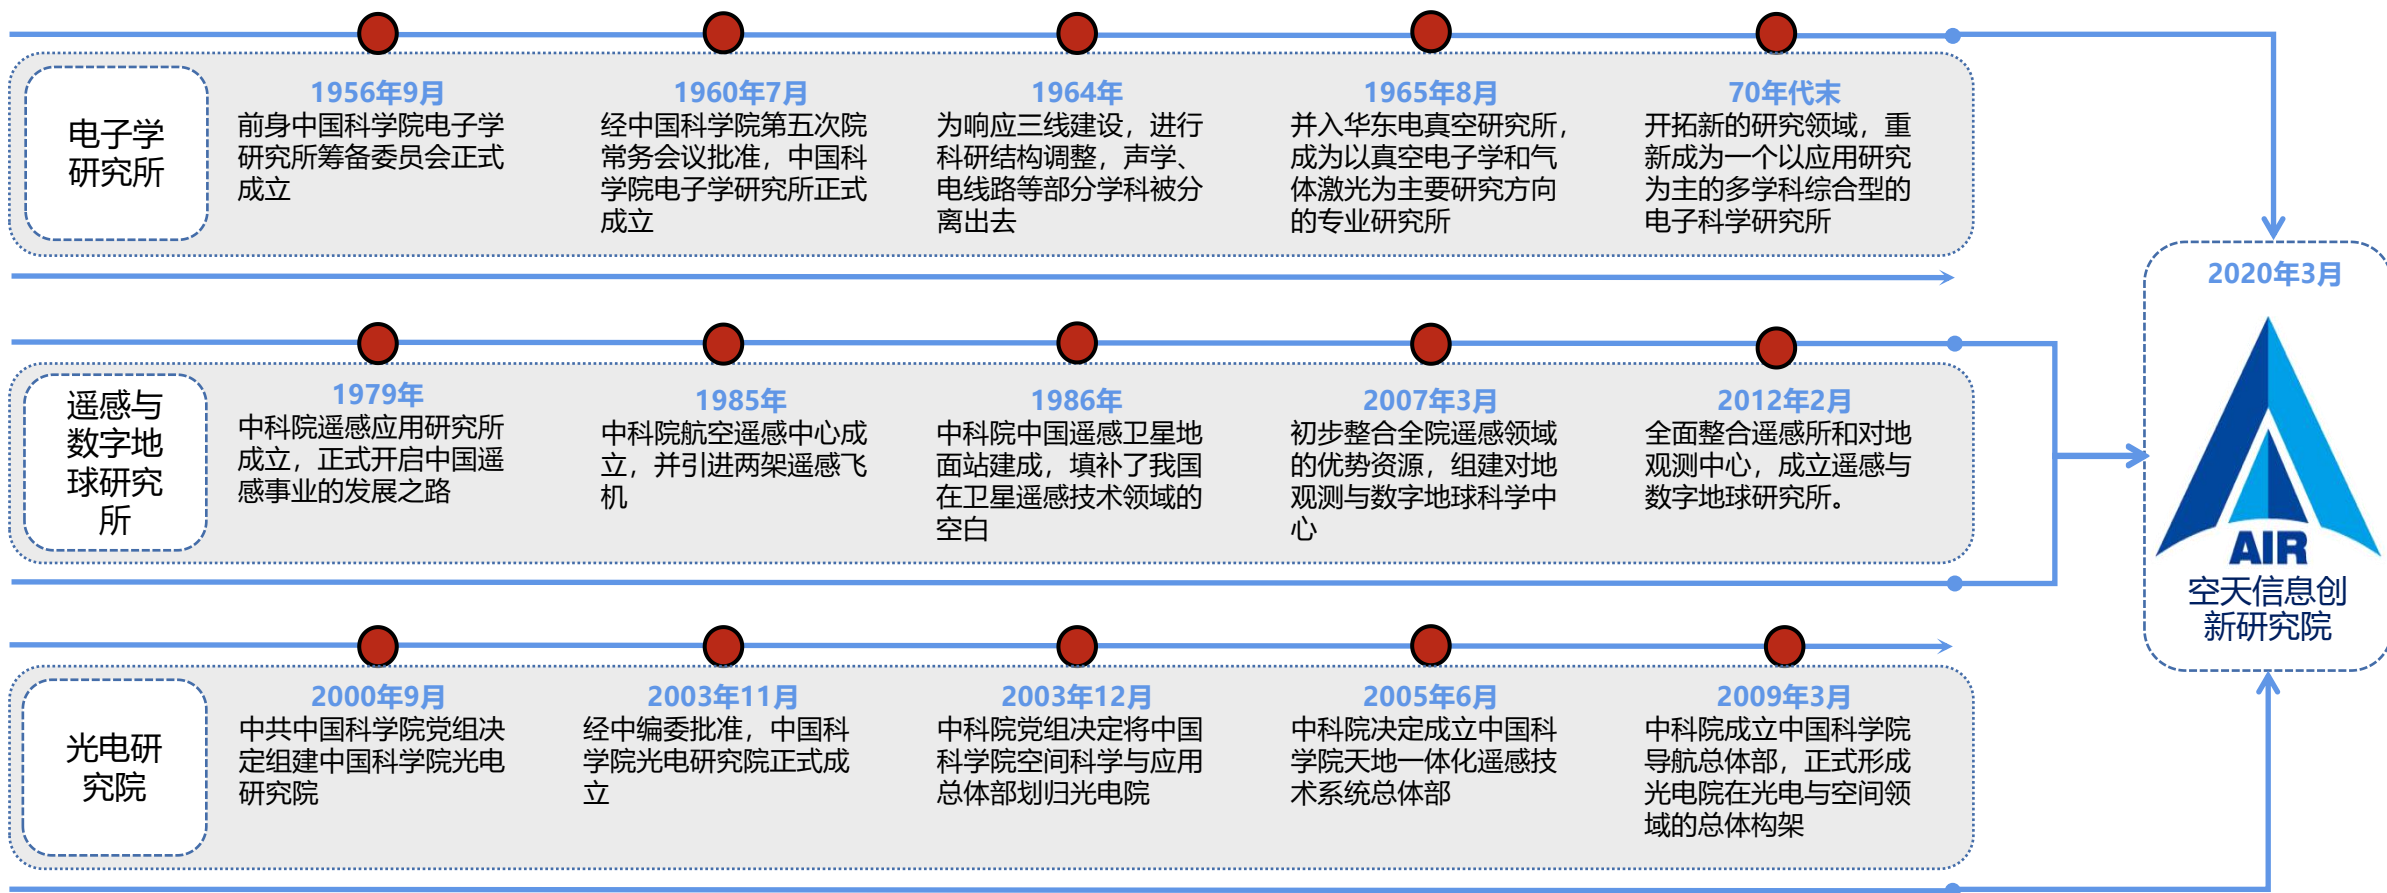 电子学
研究所
1956年9月
前身中国科学院电子学
研究所筹备委员会正式
成立
1960年7月
经中国科学院第五次院
常务会议批准，中国科
学院电子学研究所正式
成立
1964年
为响应三线建设，进行
科研结构调整，声学、
电线路等部分学科被分
离出去
1965年8月
并入华东电真空研究所，
成为以真空电子学和气
体激光为主要研究方向
的专业研究所
70年代末
开拓新的研究领域，重
新成为一个以应用研究
为主的多学科综合型的
电子科学研究所
遥感与
数字地
球研究
所
1979年
中科院遥感应用研究所
成立，正式开启中国遥
感事业的发展之路
1985年
中科院航空遥感中心成
立，并引进两架遥感飞
机
1986年
中科院中国遥感卫星地
面站建成，填补了我国
在卫星遥感技术领域的
空白
2007年3月
初步整合全院遥感领域
的优势资源，组建对地
观测与数字地球科学中
心
2012年2月
全面整合遥感所和对地
观测中心，成立遥感与
数字地球研究所。
光电研
究院
2000年9月
中共中国科学院党组决
定组建中国科学院光电
研究院
2003年11月
经中编委批准，中国科
学院光电研究院正式成
立
2003年12月
中科院党组决定将中国
科学院空间科学与应用
总体部划归光电院
2005年6月
中科院决定成立中国科
学院天地一体化遥感技
术系统总体部
2009年3月
中科院成立中国科学院
导航总体部，正式形成
光电院在光电与空间领
域的总体构架
2020年3月
AIR
空天信息创
新研究院